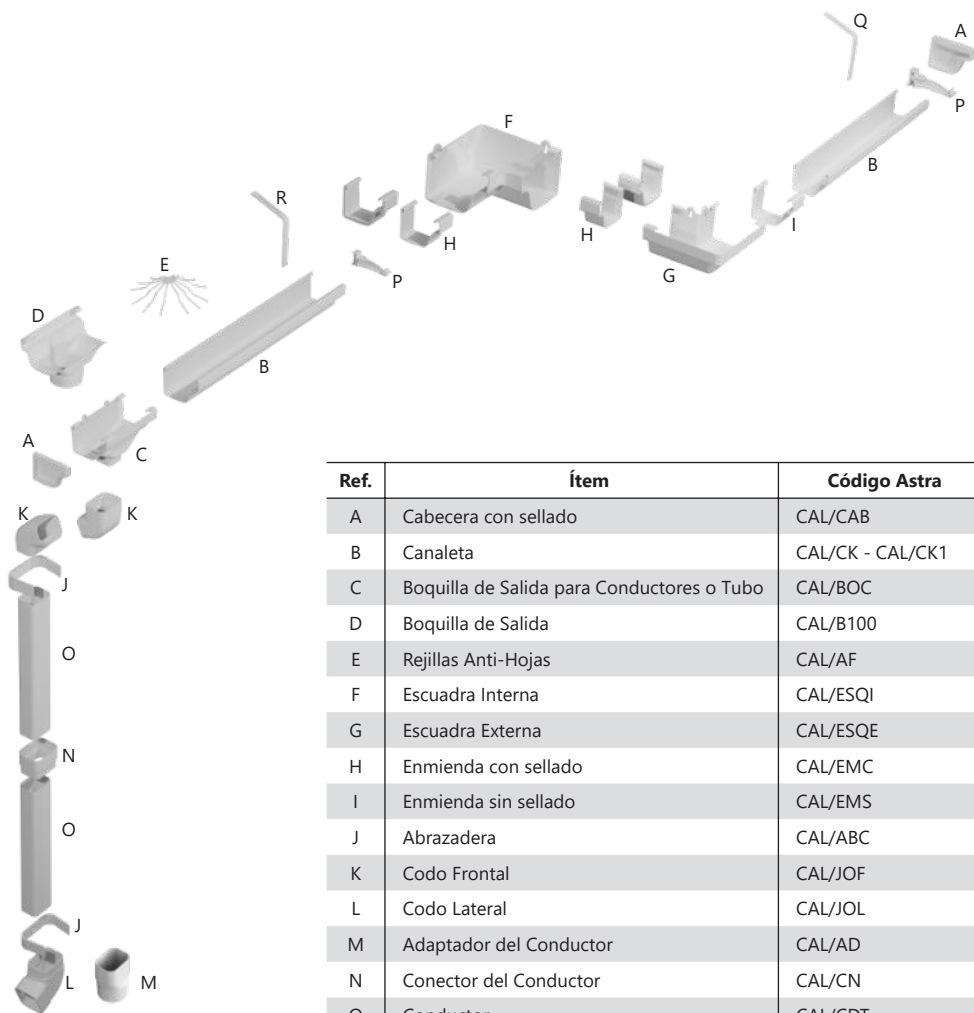 Q
A
P
F
B
R
H
H
I
G
E
P
D
B
A
C
K
K
J
O
N
O
J
L
M
Ref. Ítem Código Astra
A Cabecera con sellado CAL/CAB
B Canaleta CAL/CK - CAL/CK1
C Boquilla de Salida para Conductores o Tubo CAL/BOC
D Boquilla de Salida CAL/B100
E Rejillas Anti-Hojas CAL/AF
F Escuadra Interna CAL/ESQI
G Escuadra Externa CAL/ESQE
H Enmienda con sellado CAL/EMC
I Enmienda sin sellado CAL/EMS
J Abrazadera CAL/ABC
K Codo Frontal CAL/JOF
L Codo Lateral CAL/JOL
M Adaptador del Conductor CAL/AD
N Conector del Conductor CAL/CN
O Conductor CAL/CDT